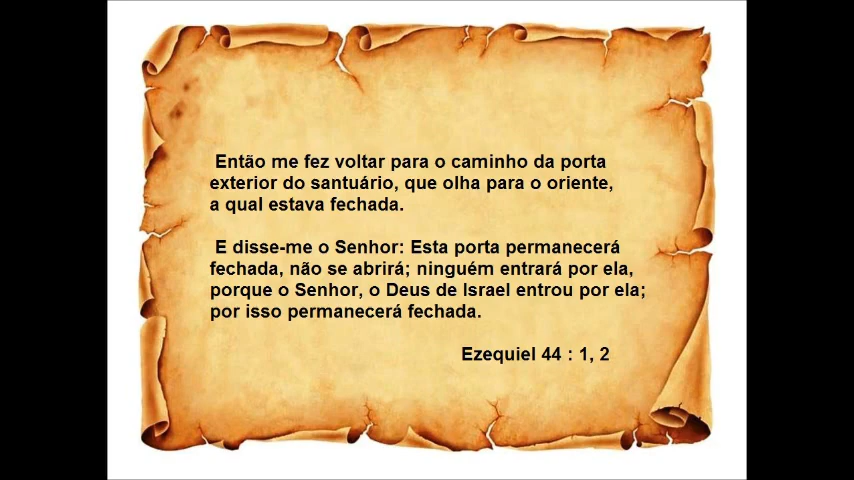 Então me fez voltar para o caminho da porta
exterior do santuário, que olha para o oriente,
a qual estava fechada.
E disse-me o Senhor: Esta porta permanecerá
fechada, não se abrirá; ninguém entrará por ela,
porque o Senhor, o Deus de Israel entrou por ela;
por isso permanecerá fechada.
Ezequiel 44 : 1, 2